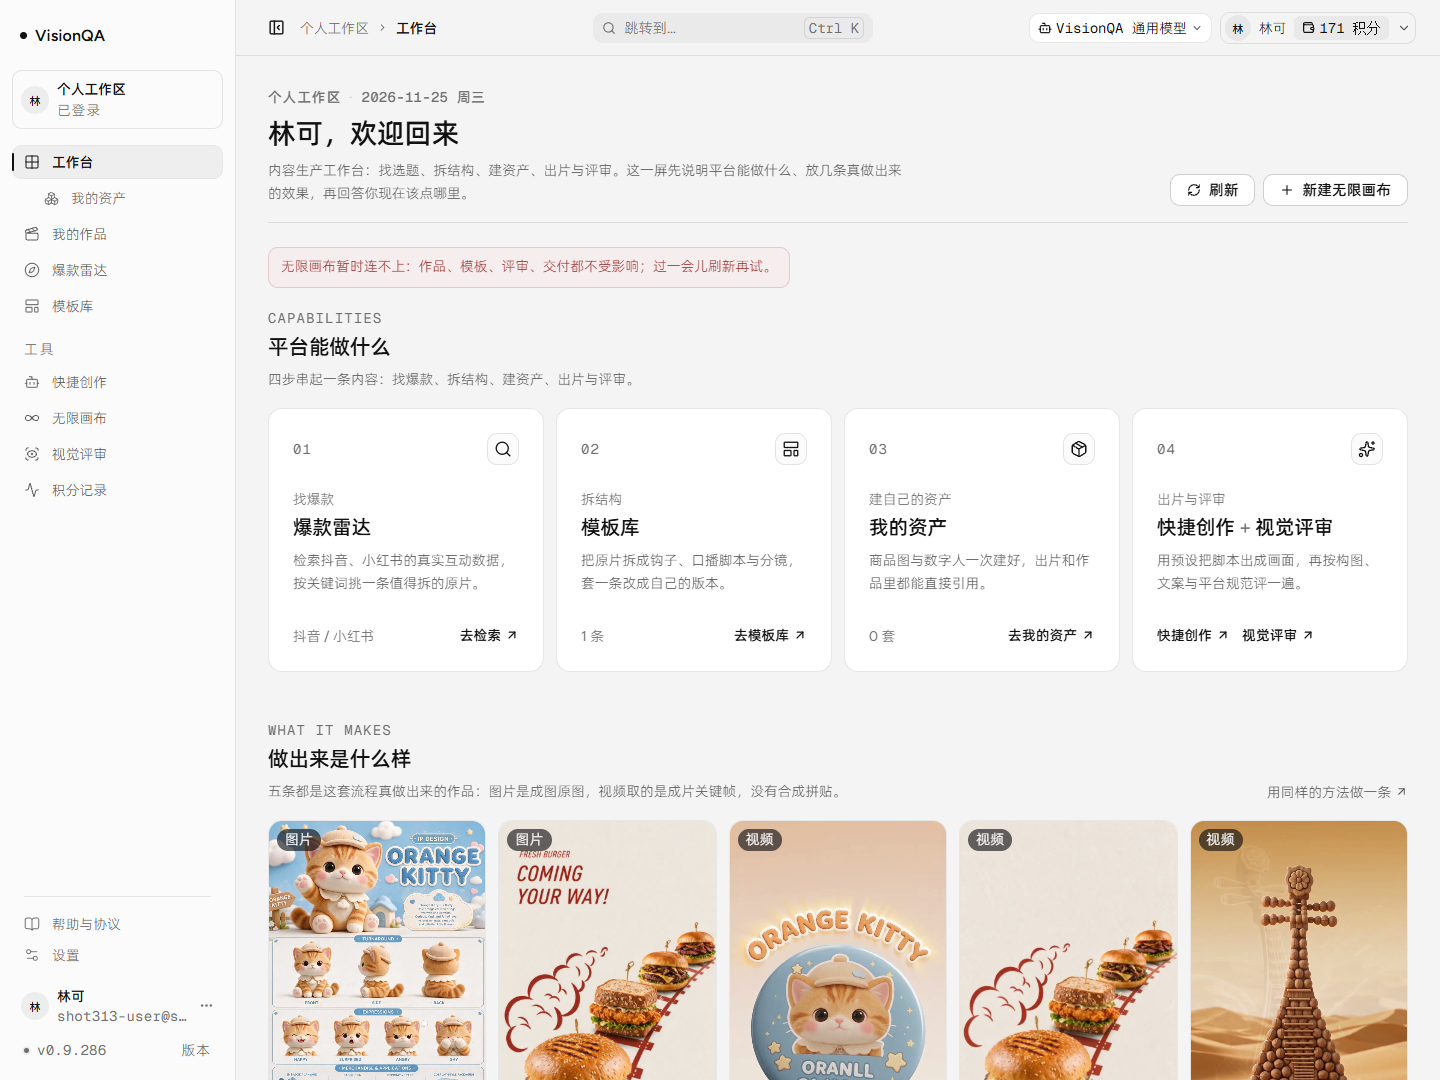 VisionQA
林
个人工作区
已登录
工作台
我的资产
我的作品
爆款雷达
模板库
工具
快捷创作
无限画布
视觉评审
积分记录
帮助与协议
设置
林
林可
shot313-user@s…
v0.9.286
版本
个人工作区
工作台
跳转到…
Ctrl K
VisionQA 通用模型
林
林可
171 积分
个人工作区 · 2026-11-25 周三
林可，欢迎回来
内容生产工作台：找选题、拆结构、建资产、出片与评审。这一屏先说明平台能做什么、放几条真做出来
的效果，再回答你现在该点哪里。
刷新
新建无限画布
无限画布暂时连不上：作品、模板、评审、交付都不受影响；过一会儿刷新再试。
CAPABILITIES
平台能做什么
四步串起一条内容：找爆款、拆结构、建资产、出片与评审。
01
找爆款
爆款雷达
检索抖音、小红书的真实互动数据，
按关键词挑一条值得拆的原片。
抖音 / 小红书
去检索
02
拆结构
模板库
把原片拆成钩子、口播脚本与分镜，
套一条改成自己的版本。
1 条
去模板库
03
建自己的资产
我的资产
商品图与数字人一次建好，出片和作
品里都能直接引用。
0 套
去我的资产
04
出片与评审
快捷创作 + 视觉评审
用预设把脚本出成画面，再按构图、
文案与平台规范评一遍。
快捷创作
视觉评审
WHAT IT MAKES
做出来是什么样
五条都是这套流程真做出来的作品：图片是成图原图，视频取的是成片关键帧，没有合成拼贴。
用同样的方法做一条
图片
IP DESIGN
ORANGE
KITTY
ORANGE
KITTY
TURNAROUND
FRONT
SIDE
BACK
EXPRESSIONS
HAPPY
SURPRISED
ANGRY
SHY
MERCHANDISE & APPLICATIONS
图片
FRESH BURGER
COMING
YOUR WAY!
视频
ORANGE KITTY
ORANLL
视频
视频